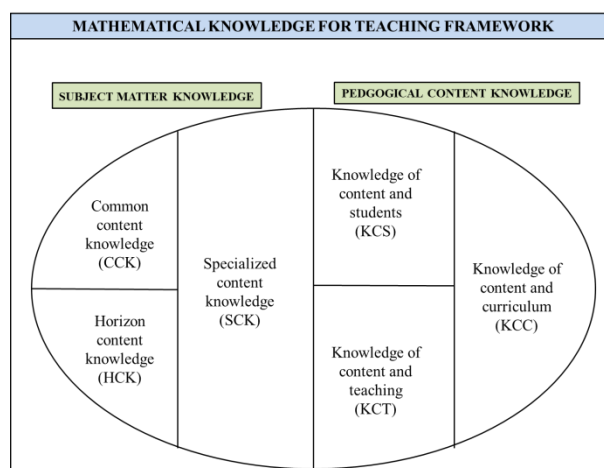 MATHEMATICAL KNOWLEDGE FOR TEACHING FRAMEWORK
SUBJECT MATTER KNOWLEDGE
PEDGOGICAL CONTENT KNOWLEDGE
Common
content
knowledge
(CCK)
Horizon
content
knowledge
(HCK)
Specialized
content
knowledge
(SCK)
Knowledge of
content and
students
(KCS)
Knowledge of
content and
teaching
(KCT)
Knowledge of
content and
curriculum
(KCC)